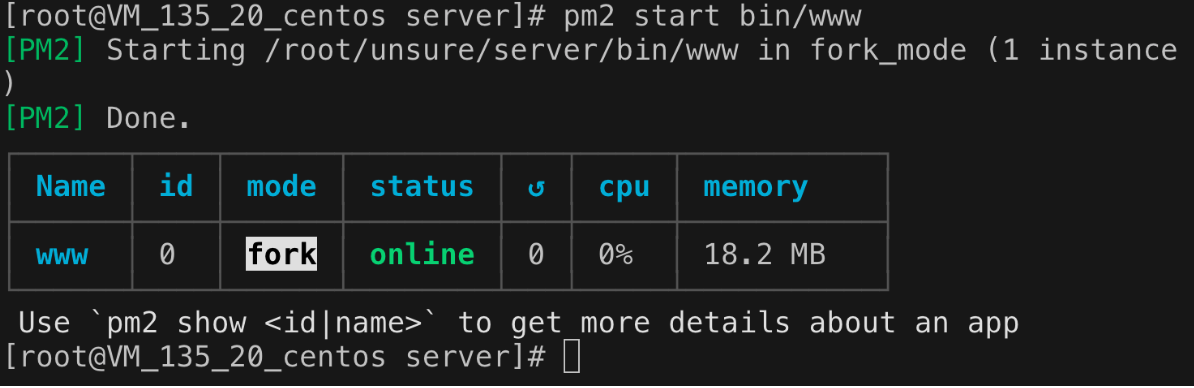 [root@VM_135_20_centos server]# pm2 start bin/www
[PM2] Starting /root/unsure/server/bin/www in fork_mode (1 instance
)
[PM2] Done.
Name id mode status ↺ cpu memory
www 0 fork online 0 0% 18.2 MB
Use `pm2 show <id|name>` to get more details about an app
[root@VM_135_20_centos server]#